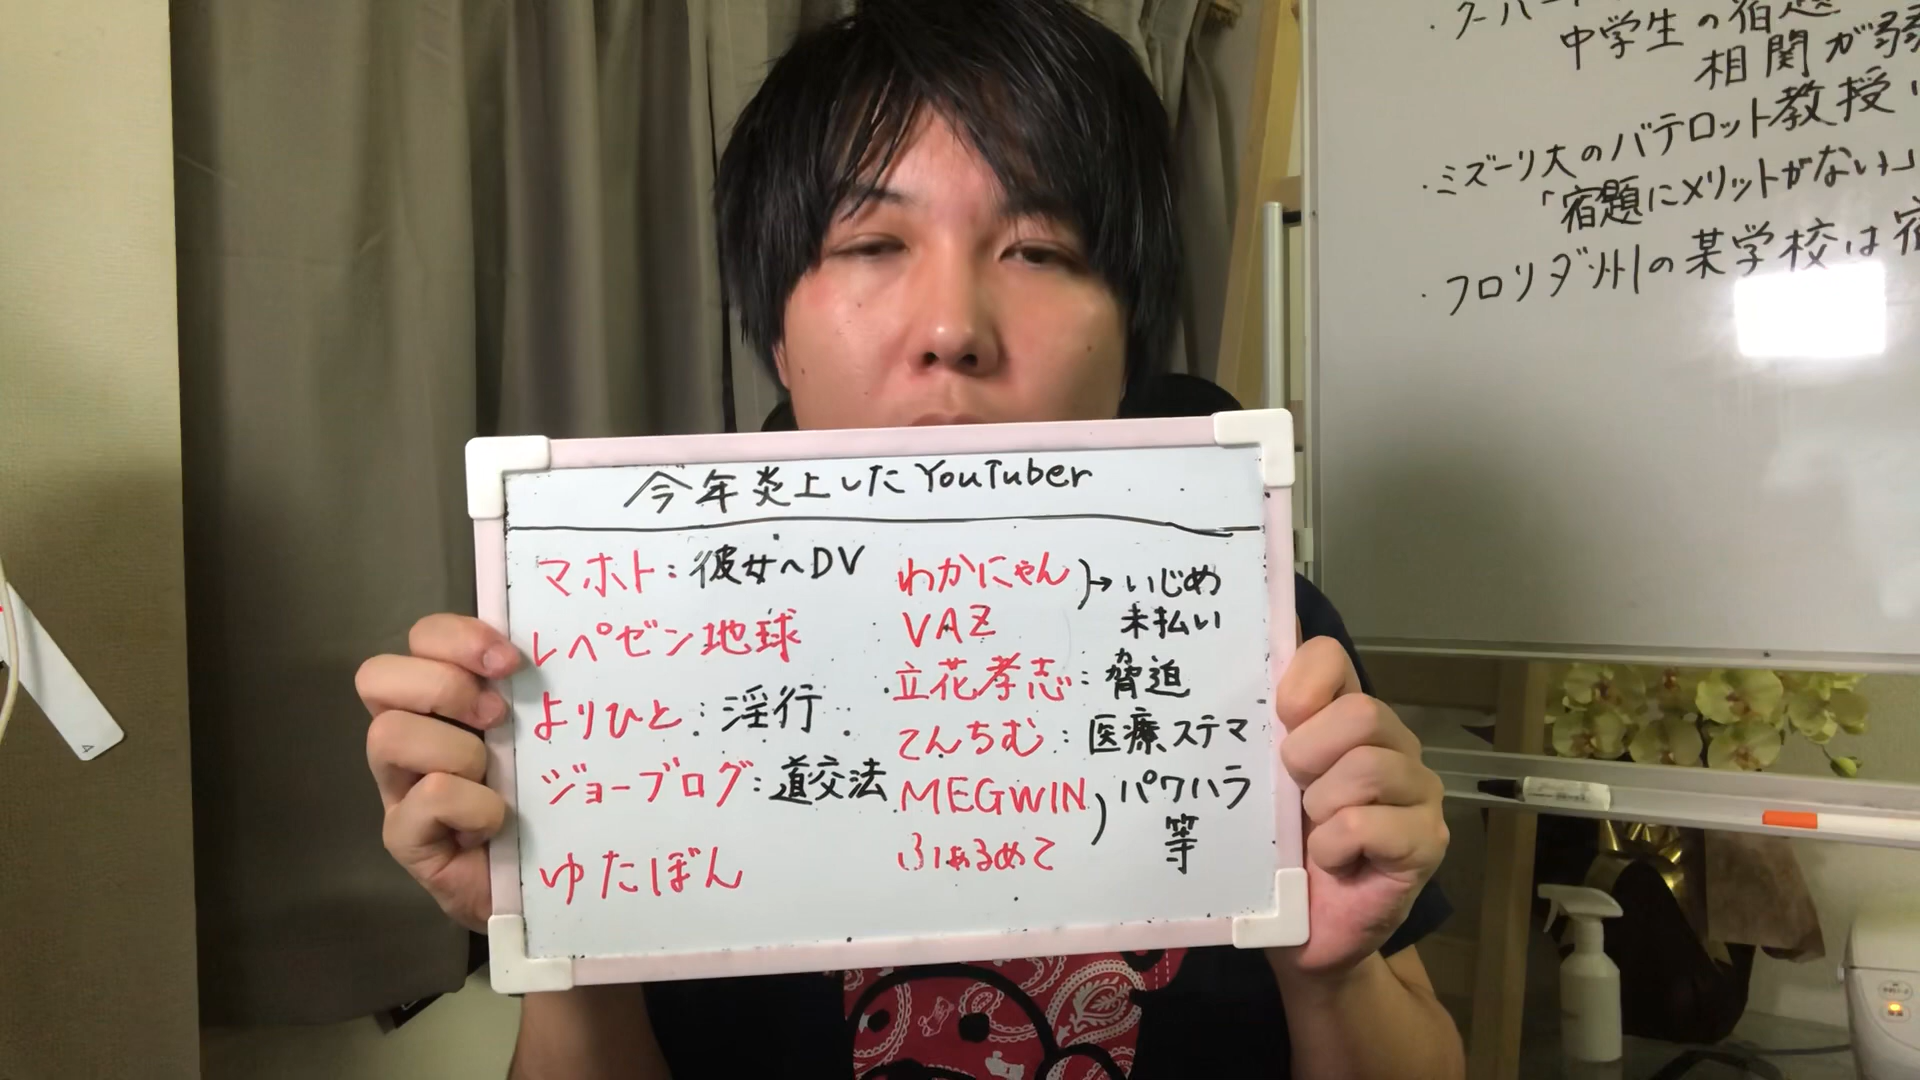 今年炎上したYouTuber
マホト:彼女へDV
レペゼン地球
よりひと:淫行
ジョーブログ:道交法
ゆたぼん
わかにゃん)→いじめ
VAZ 未払い
立花孝志:脅迫
てんちむ:医療ステマ
MEGWIN)パワハラ
ふぁるめて 等
中学生の宿題
相関が弱
・ミズーリ大のバテロット教授
「宿題にメリットがない」
・フロリダ州の某学校は宿